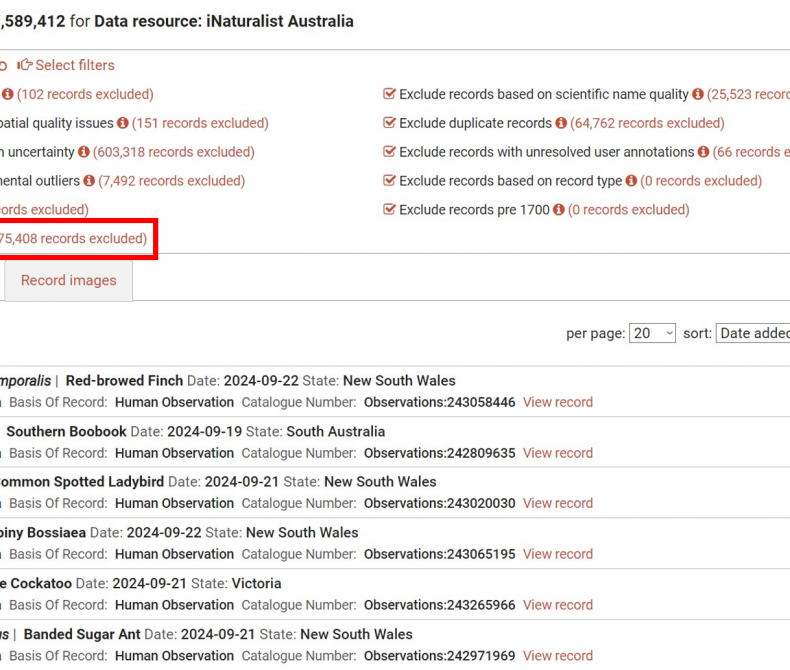 ,589,412 for Data resource: iNaturalist Australia
Select filters
(102 records excluded)
Exclude records based on scientific name quality (25,523 recor
patial quality issues (151 records excluded)
Exclude duplicate records (64,762 records excluded)
n uncertainty (603,318 records excluded)
Exclude records with unresolved user annotations (66 records e
mental outliers (7,492 records excluded)
Exclude records based on record type (0 records excluded)
ords excluded)
Exclude records pre 1700 (0 records excluded)
75,408 records excluded)
Record images
per page: 20 sort: Date added
mporalis | Red-browed Finch Date: 2024-09-22 State: New South Wales
Basis Of Record: Human Observation Catalogue Number: Observations:243058446 View record
Southern Boobook Date: 2024-09-19 State: South Australia
Basis Of Record: Human Observation Catalogue Number: Observations:242809635 View record
ommon Spotted Ladybird Date: 2024-09-21 State: New South Wales
Basis Of Record: Human Observation Catalogue Number: Observations:243020030 View record
piny Bossiaea Date: 2024-09-22 State: New South Wales
Basis Of Record: Human Observation Catalogue Number: Observations:243065195 View record
e Cockatoo Date: 2024-09-21 State: Victoria
Basis Of Record: Human Observation Catalogue Number: Observations:243265966 View record
us | Banded Sugar Ant Date: 2024-09-21 State: New South Wales
Basis Of Record: Human Observation Catalogue Number: Observations:242971969 View record